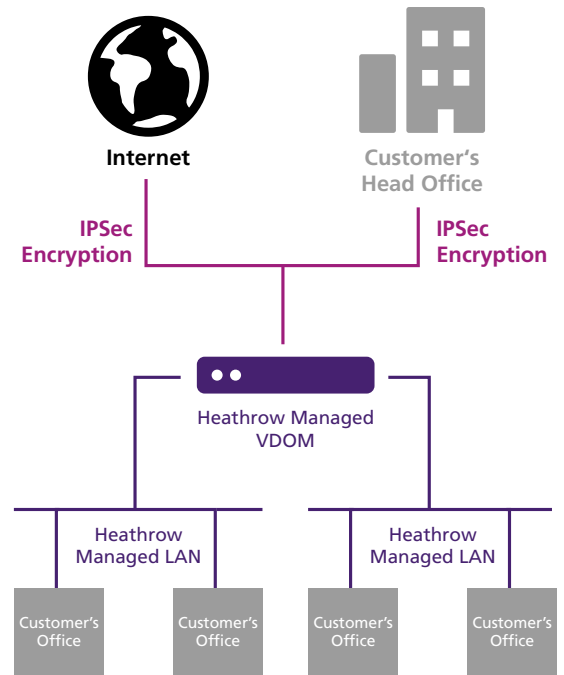 Internet
Customer's
Head Office
IPSec
Encryption
IPSec
Encryption
Heathrow Managed
VDOM
Heathrow
Managed LAN
Heathrow
Managed LAN
Customer's
Office
Customer's
Office
Customer's
Office
Customer's
Office